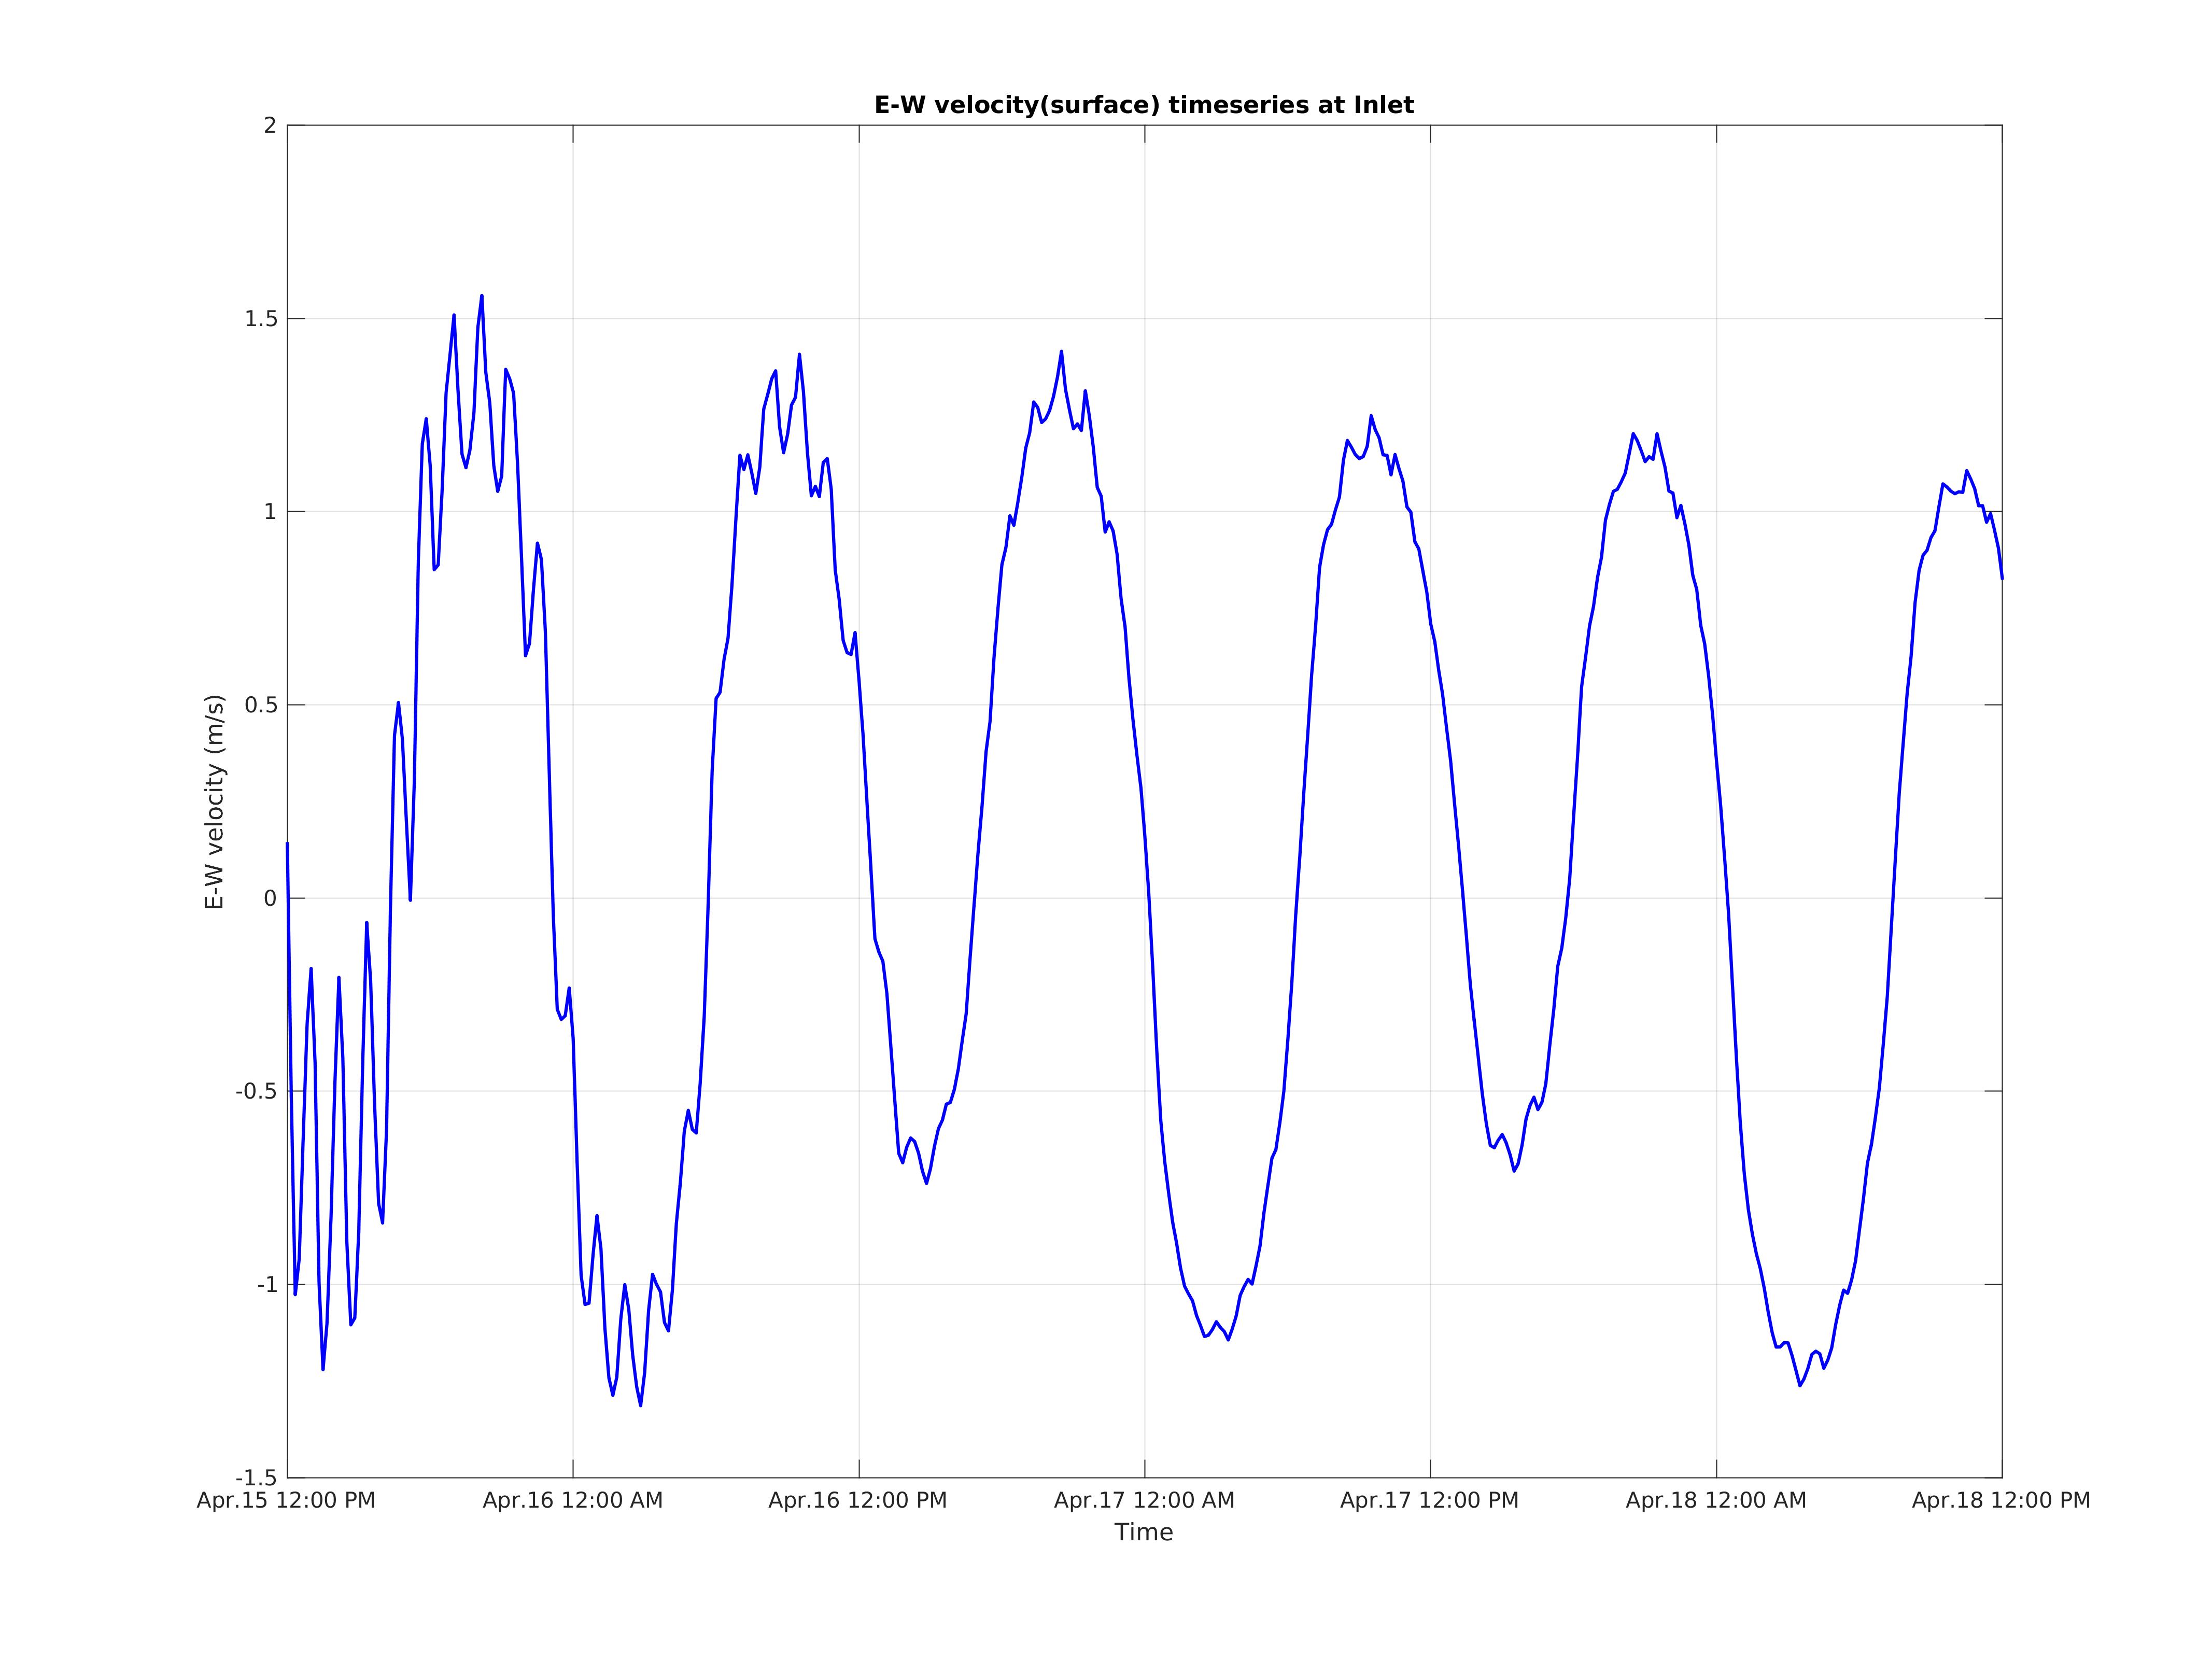 E-W velocity(surface) timeseries at Inlet
2
1.5
1
0.5
0
-0.5
-1
-1.5
E-W velocity (m/s)
Apr.15 12:00 PM Apr.16 12:00 AM Apr.16 12:00 PM Apr.17 12:00 AM Apr.17 12:00 PM Apr.18 12:00 AM Apr.18 12:00 PM
Time